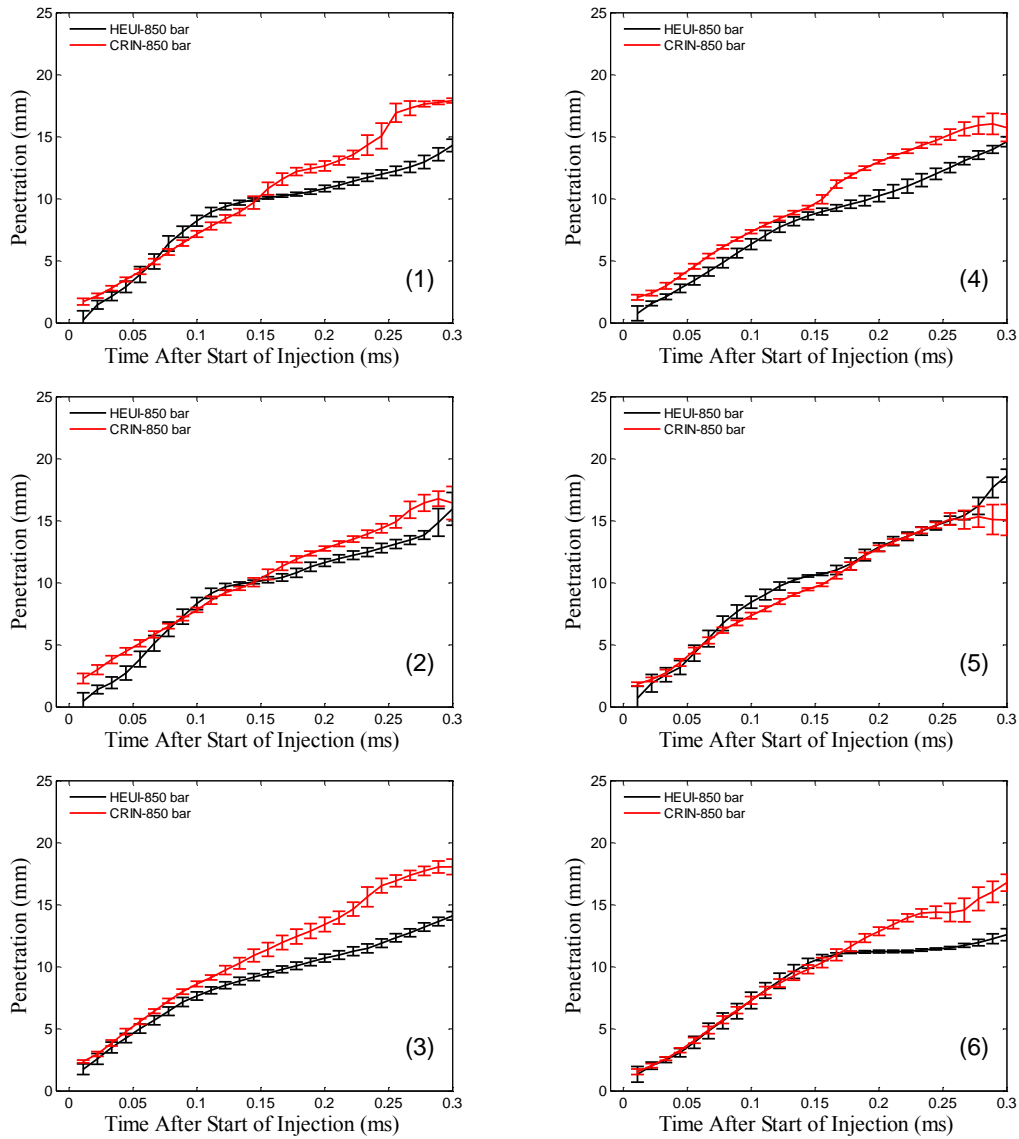 25
20
15
10
5
0
Penetration (mm)
HEUI-850 bar
CRIN-850 bar
(1)
0 0.05 0.1 0.15 0.2 0.25 0.3
Time After Start of Injection (ms)
25
20
15
10
5
0
Penetration (mm)
HEUI-850 bar
CRIN-850 bar
(4)
0 0.05 0.1 0.15 0.2 0.25 0.3
Time After Start of Injection (ms)
25
20
15
10
5
0
Penetration (mm)
HEUI-850 bar
CRIN-850 bar
(2)
0 0.05 0.1 0.15 0.2 0.25 0.3
Time After Start of Injection (ms)
25
20
15
10
5
0
Penetration (mm)
HEUI-850 bar
CRIN-850 bar
(5)
0 0.05 0.1 0.15 0.2 0.25 0.3
Time After Start of Injection (ms)
25
20
15
10
5
0
Penetration (mm)
HEUI-850 bar
CRIN-850 bar
(3)
0 0.05 0.1 0.15 0.2 0.25 0.3
Time After Start of Injection (ms)
25
20
15
10
5
0
Penetration (mm)
HEUI-850 bar
CRIN-850 bar
(6)
0 0.05 0.1 0.15 0.2 0.25 0.3
Time After Start of Injection (ms)